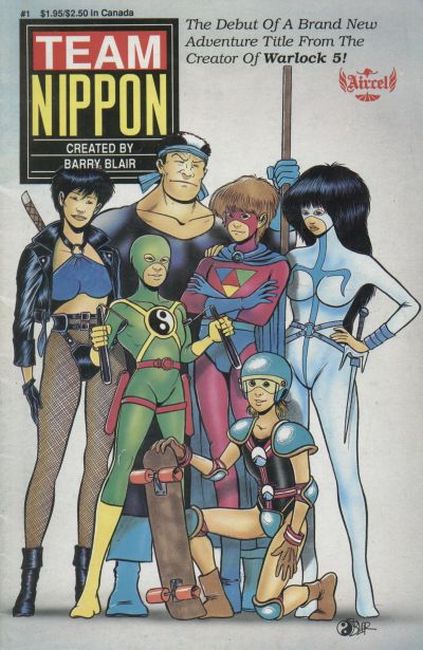 #1 $1.95/$2.50 In Canada
TEAM
NIPPON
CREATED BY
BARRY BLAIR
The Debut Of A Brand New
Adventure Title From The
Creator Of Warlock 5!
Aircel
BLAIR